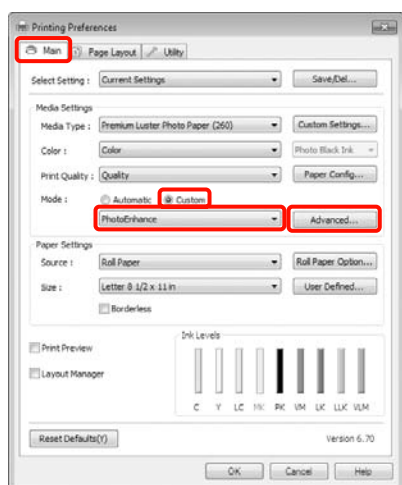 Printing Preferences
Main Page Layout Utility
Select Setting : Current Settings Save/Del...
Media Settings
Media Type : Premium Luster Photo Paper (260) Custom Settings...
Color : Color Photo Black Ink
Print Quality : Quality Paper Config...
Mode : Automatic Custom
PhotoEnhance Advanced...
Paper Settings
Source : Roll Paper Roll Paper Option...
Size : Letter 8 1/2 x 11 in User Defined...
Borderless
Ink Levels
Print Preview
Layout Manager
C Y LC MK PK VM LK LLK VLM
Reset Defaults(Y) Version 6.70
OK Cancel Help